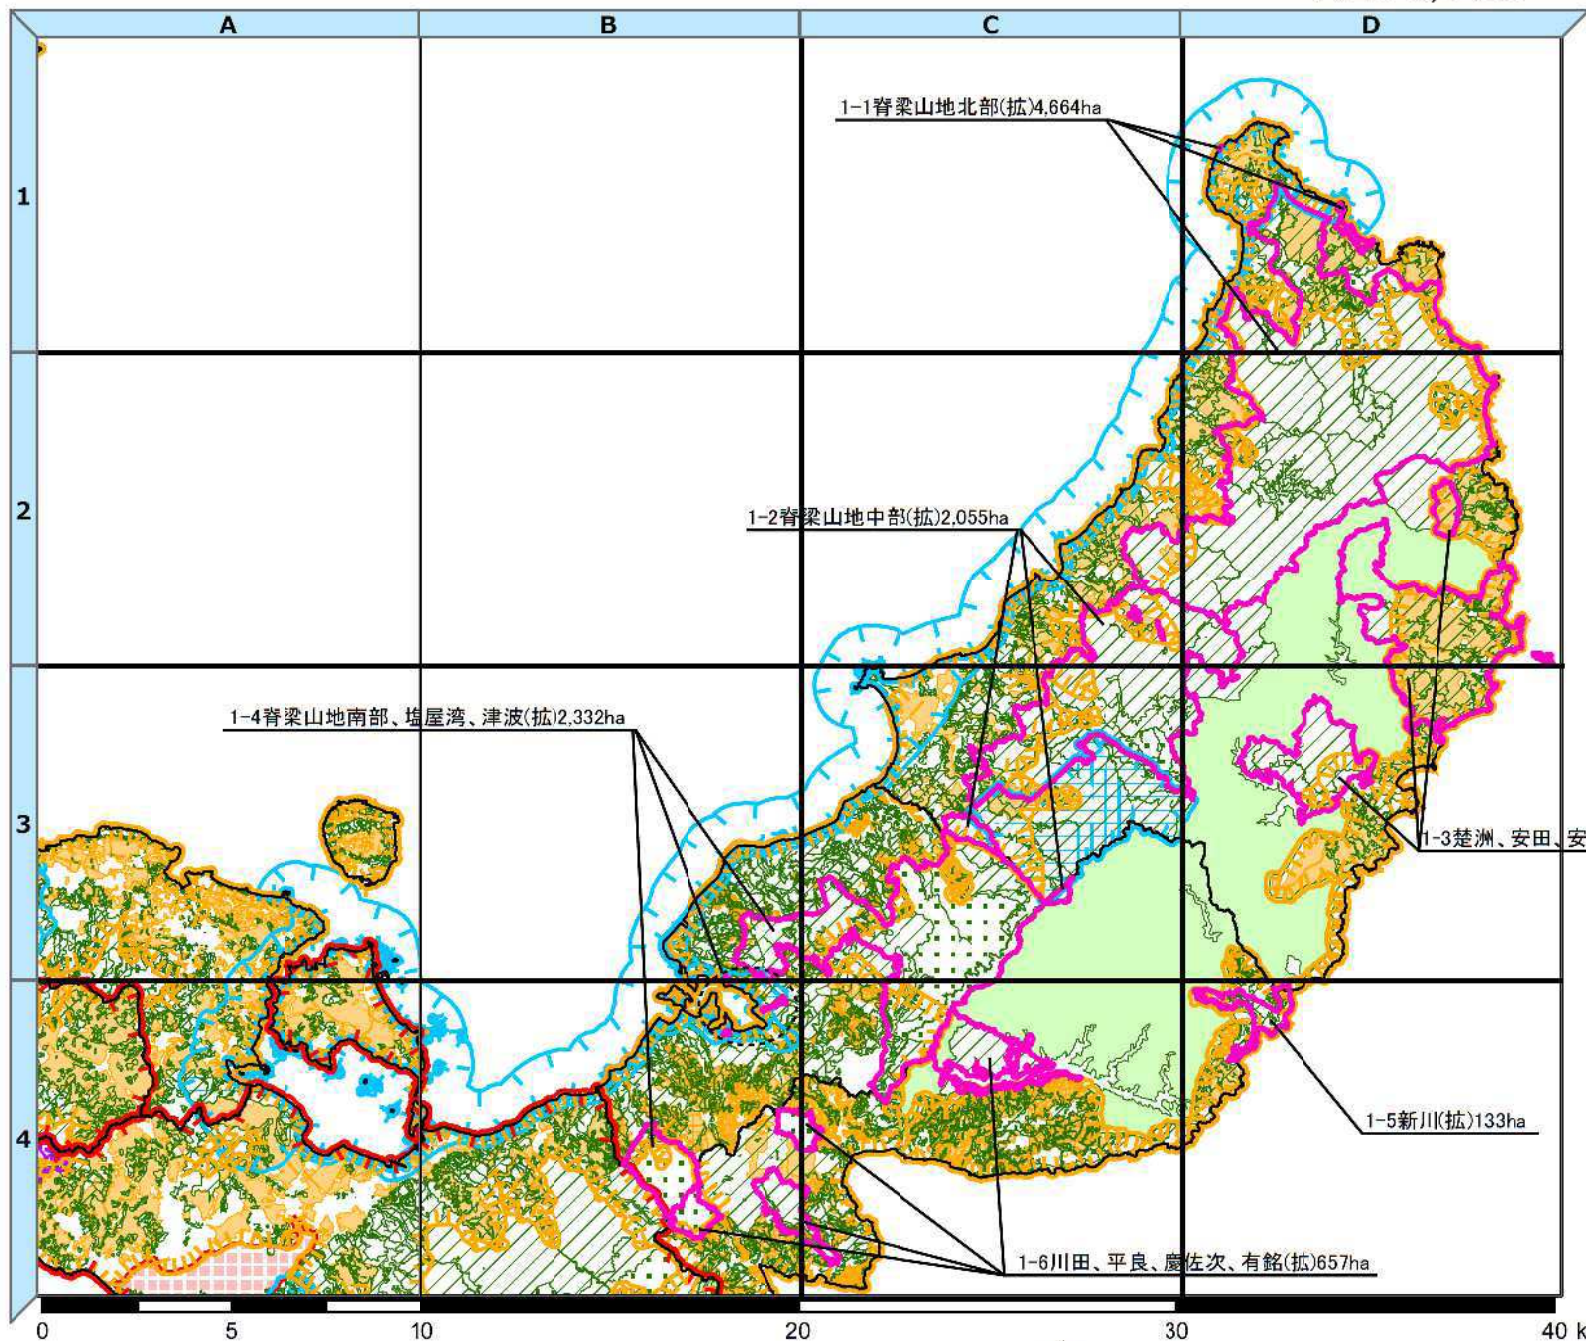 A B C D
1-1脊梁山地北部(拡)4,664ha
1
1-2脊梁山地中部(拡)2,055ha
2
1-4脊梁山地南部、塩屋湾、津波(拡)2,332ha
3
1-3楚洲、安田、安
1-5新川(拡)133ha
4
1-6川田、平良、慶佐次、有銘(拡)657ha
0 5 10 20 30 40 k